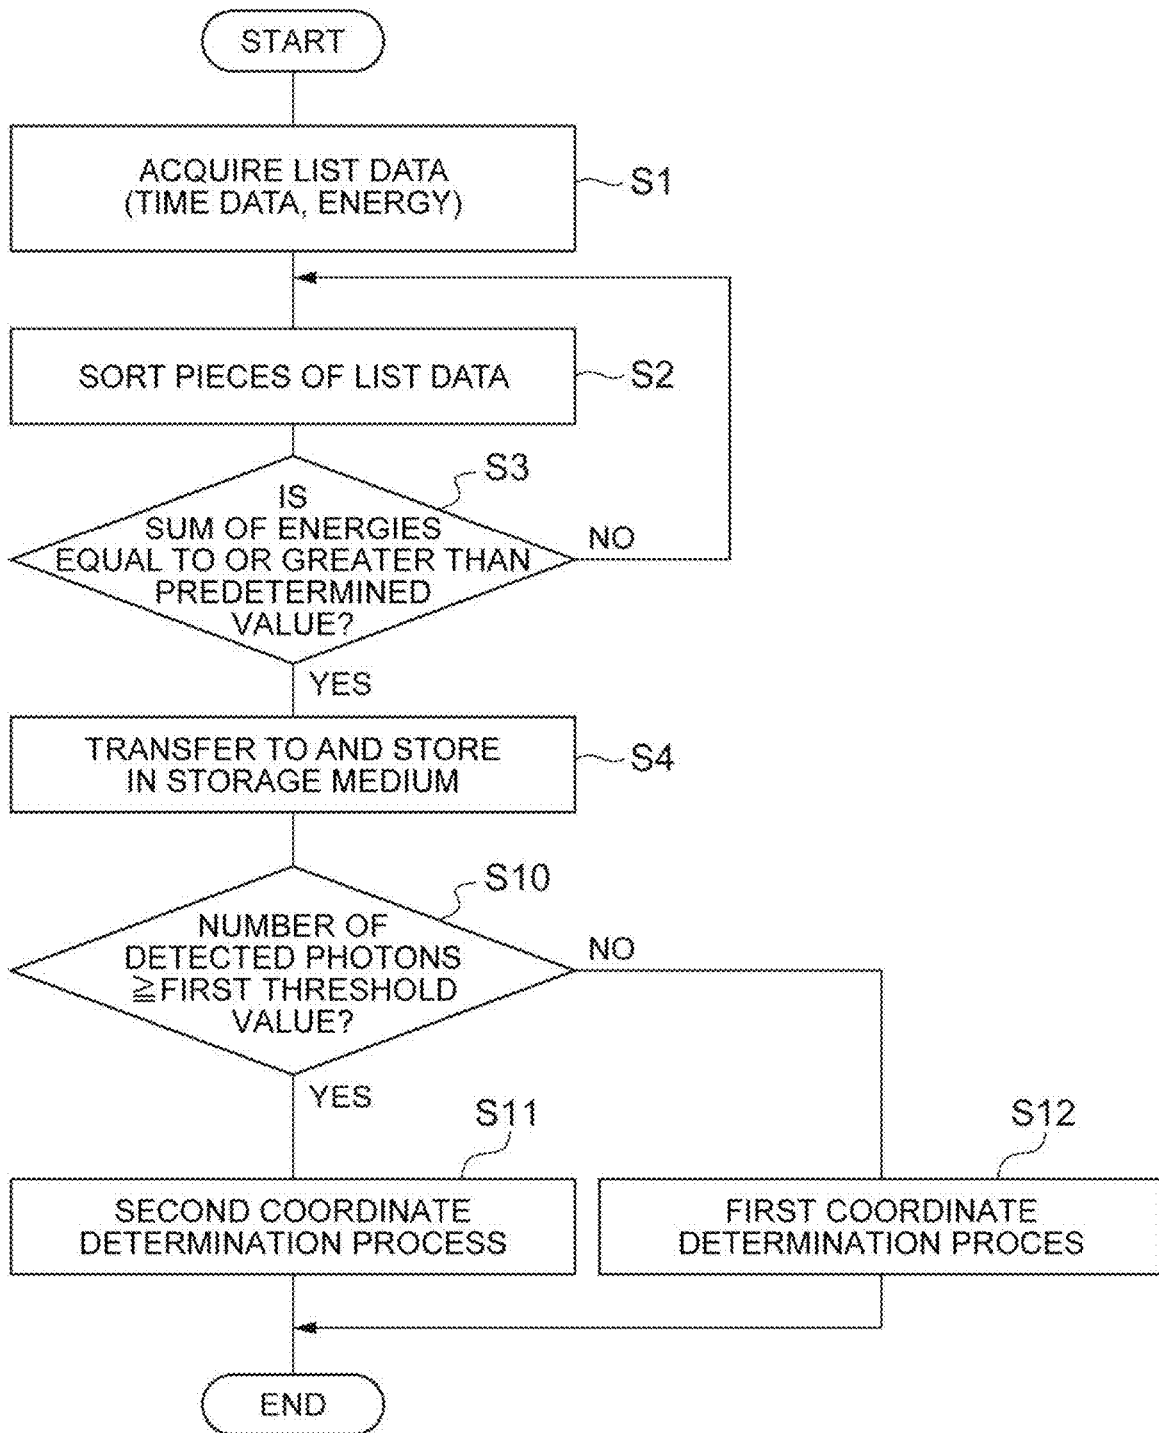 START
ACQUIRE LIST DATA
(TIME DATA, ENERGY)
S1
SORT PIECES OF LIST DATA
S2
S3
IS
SUM OF ENERGIES
EQUAL TO OR GREATER THAN
PREDETERMINED
VALUE?
NO
YES
TRANSFER TO AND STORE
IN STORAGE MEDIUM
S4
S10
NUMBER OF
DETECTED PHOTONS
≧FIRST THRESHOLD
VALUE?
NO
YES
S11
S12
SECOND COORDINATE
DETERMINATION PROCESS
FIRST COORDINATE
DETERMINATION PROCES
END